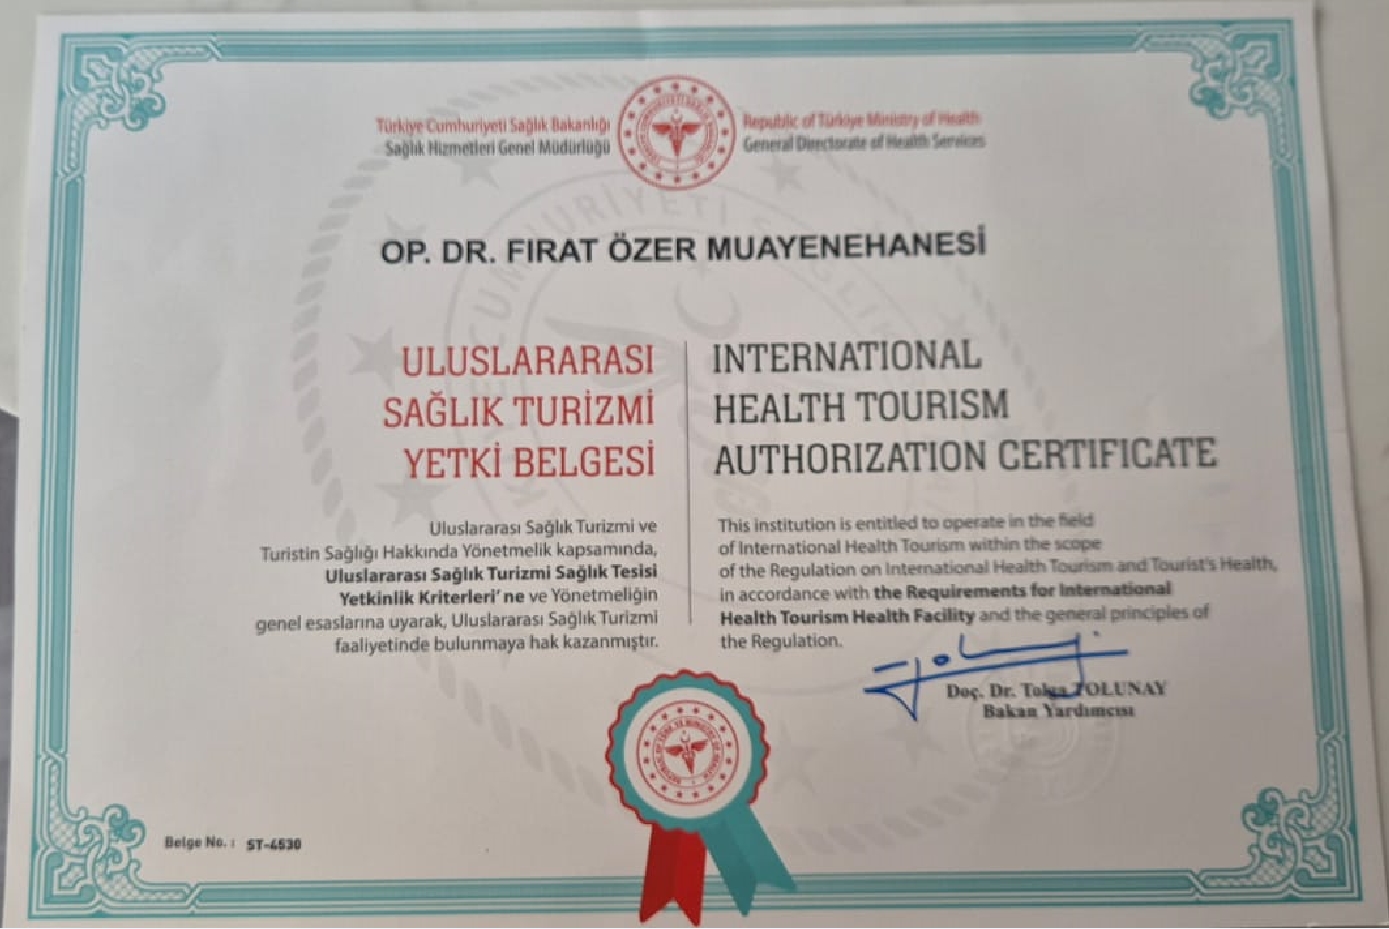 Türkiye Cumhuriyeti Sağlık Bakanlığı
Sağlık Hizmetleri Genel Müdürlüğü
Republic of Türkiye Ministry of Health
General Directorate of Health Services
OP. DR. FIRAT ÖZER MUAYENEHANESİ
ULUSLARARASI
SAĞLIK TURİZMİ
YETKİ BELGESİ
Uluslararası Sağlık Turizmi ve
Turistin Sağlığı Hakkında Yönetmelik kapsamında,
Uluslararası Sağlık Turizmi Sağlık Tesisi
Yetkinlik Kriterleri'ne ve Yönetmeliğin
genel esaslarına uyarak, Uluslararası Sağlık Turizmi
faaliyetinde bulunmaya hak kazanmıştır.
INTERNATIONAL
HEALTH TOURISM
AUTHORIZATION CERTIFICATE
This institution is entitled to operate in the field
of International Health Tourism within the scope
of the Regulation on International Health Tourism and Tourist's Health,
in accordance with the Requirements for International
Health Tourism Health Facility and the general principles of
the Regulation.
Doç. Dr. Tolga TOLUNAY
Bakan Yardımcısı
Belge No. : ST-4530